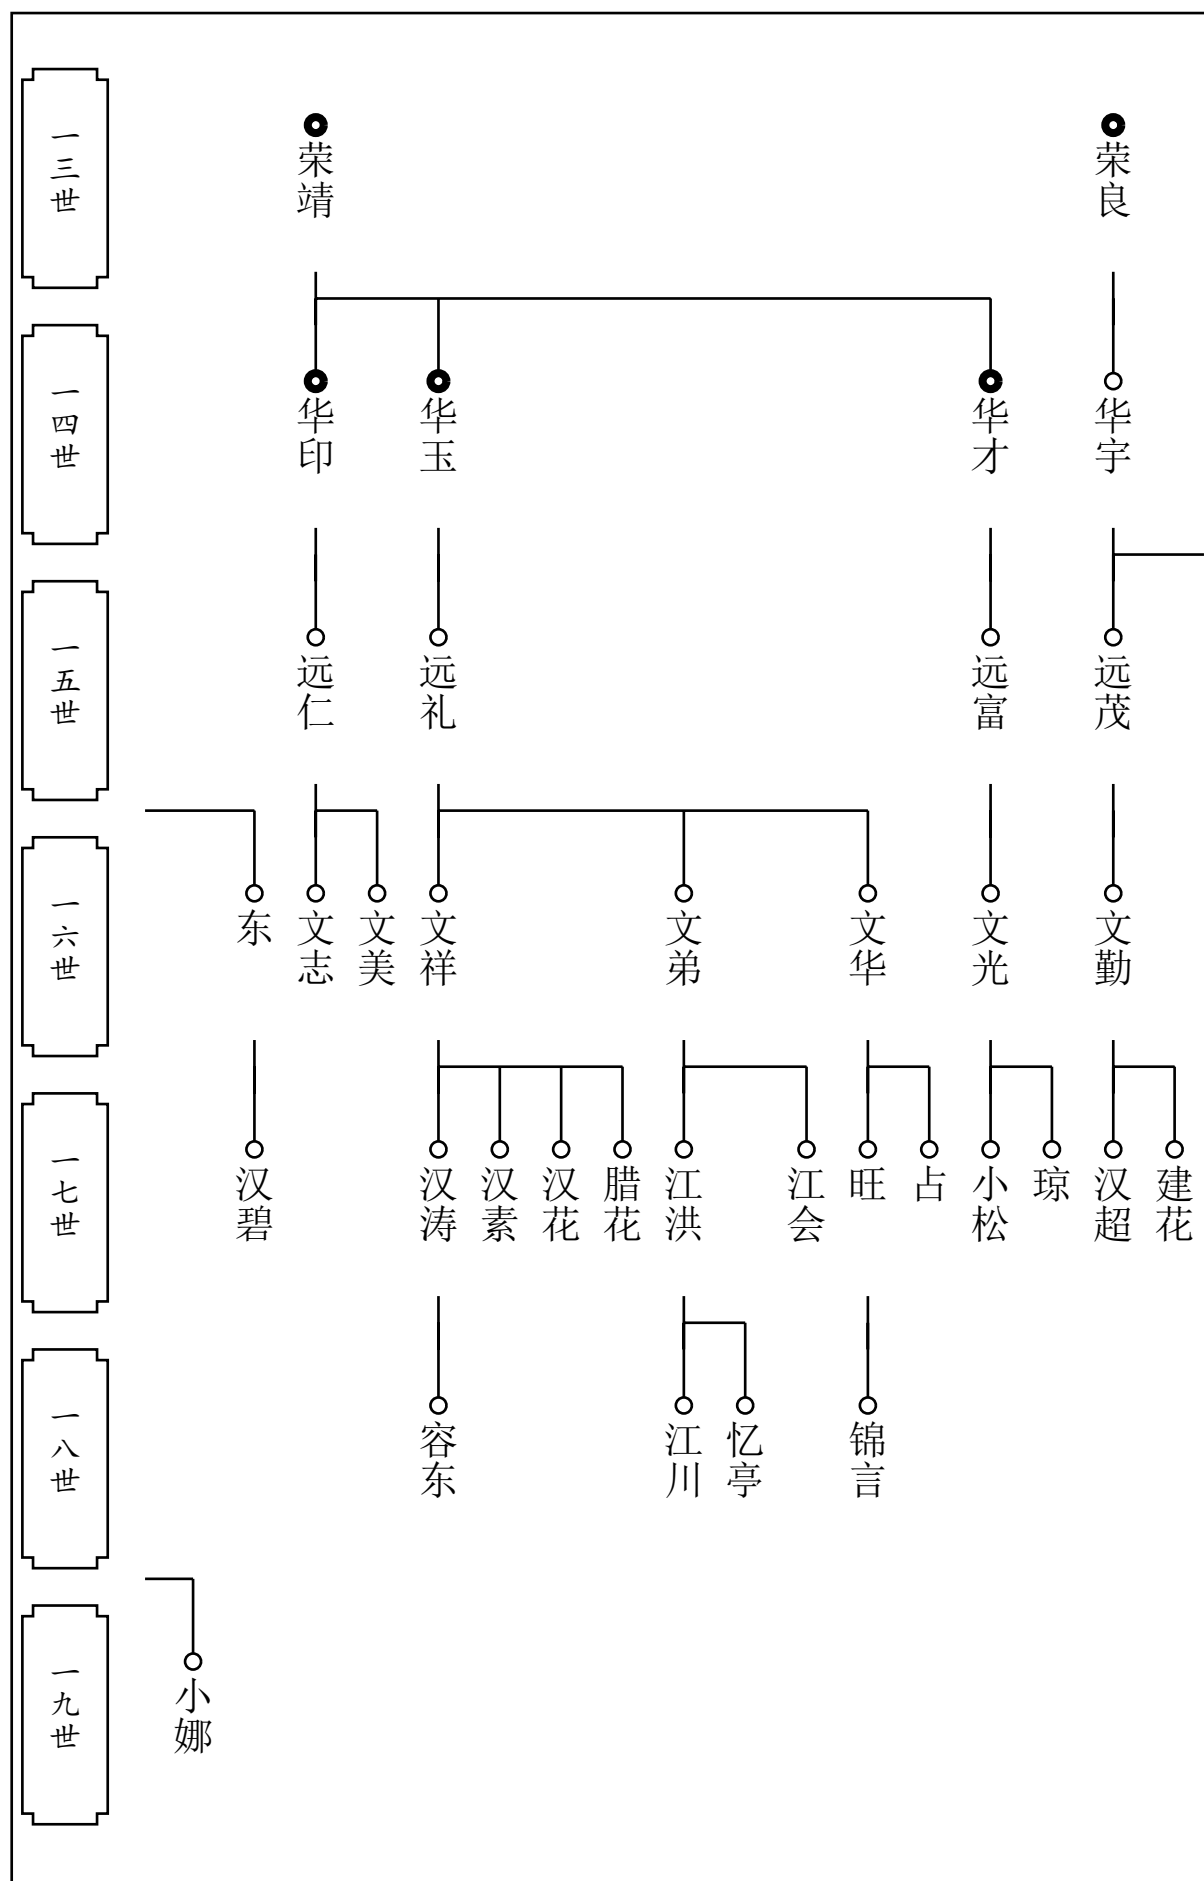 一三世
荣靖
荣良
一四世
华印
华玉
华才
华宇
一五世
远仁
远礼
远富
远茂
一六世
东
文志
文美
文祥
文弟
文华
文光
文勤
一七世
汉碧
汉涛
汉素
汉花
腊花
江洪
江会
旺
占
小松
琼
汉超
建花
一八世
容东
江川
忆亭
锦言
一九世
小娜